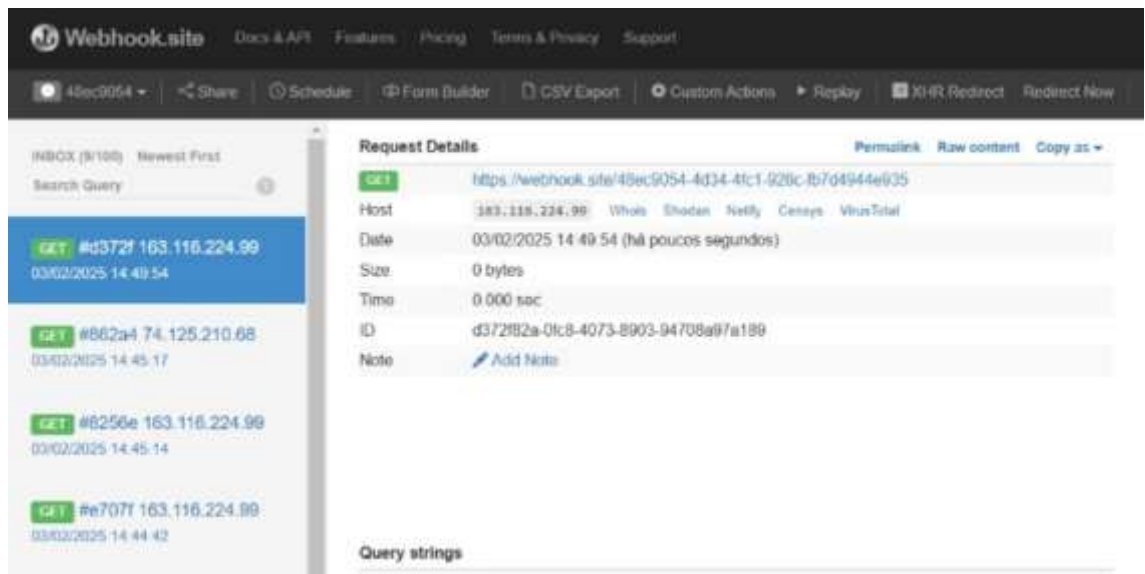 Webhook.site Docs & API Features Pricing Terms & Privacy Support
48ec9054 Share Schedule Form Builder CSV Export Custom Actions Replay XHR Redirect Redirect Now
INBOX (9/100) Newest First
Search Query
GET #d372f 163.116.224.99
03/02/2025 14:49:54
GET #862a4 74.125.210.68
03/02/2025 14:45:17
GET #6256e 163.116.224.99
03/02/2025 14:45:14
GET #e707f 163.116.224.99
03/02/2025 14:44:42
Request Details Permalink Raw content Copy as
GET https://webhook.site/48ec9054-4d34-4fc1-926c-fb7d4944e935
Host 163.116.224.99 Whois Shodan Netify Censys VirusTotal
Date 03/02/2025 14:49:54 (há poucos segundos)
Size 0 bytes
Time 0.000 sec
ID d372f82a-0fc8-4073-8903-94708a97a189
Note Add Note
Query strings